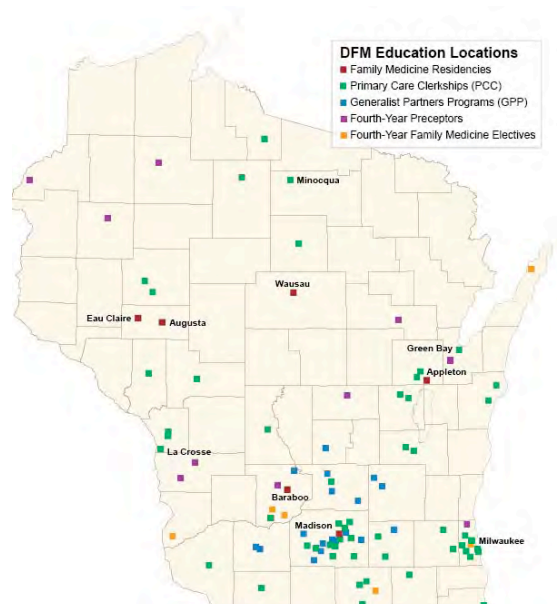 DFM Education Locations
Family Medicine Residencies
Primary Care Clerkships (PCC)
Generalist Partners Programs (GPP)
Fourth-Year Preceptors
Fourth-Year Family Medicine Electives
Minocqua
Wausau
Eau Claire
Augusta
Green Bay
Appleton
La Crosse
Baraboo
Madison
Milwaukee